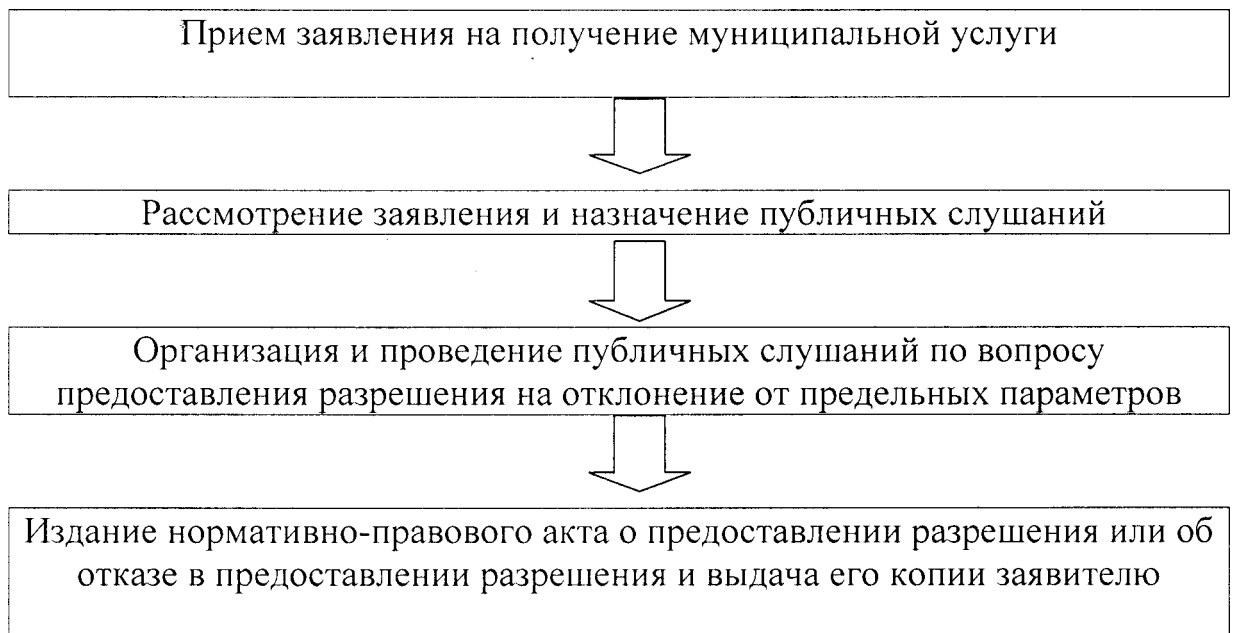 Прием заявления на получение муниципальной услуги
Рассмотрение заявления и назначение публичных слушаний
Организация и проведение публичных слушаний по вопросу
предоставления разрешения на отклонение от предельных параметров
Издание нормативно-правового акта о предоставлении разрешения или об
отказе в предоставлении разрешения и выдача его копии заявителю